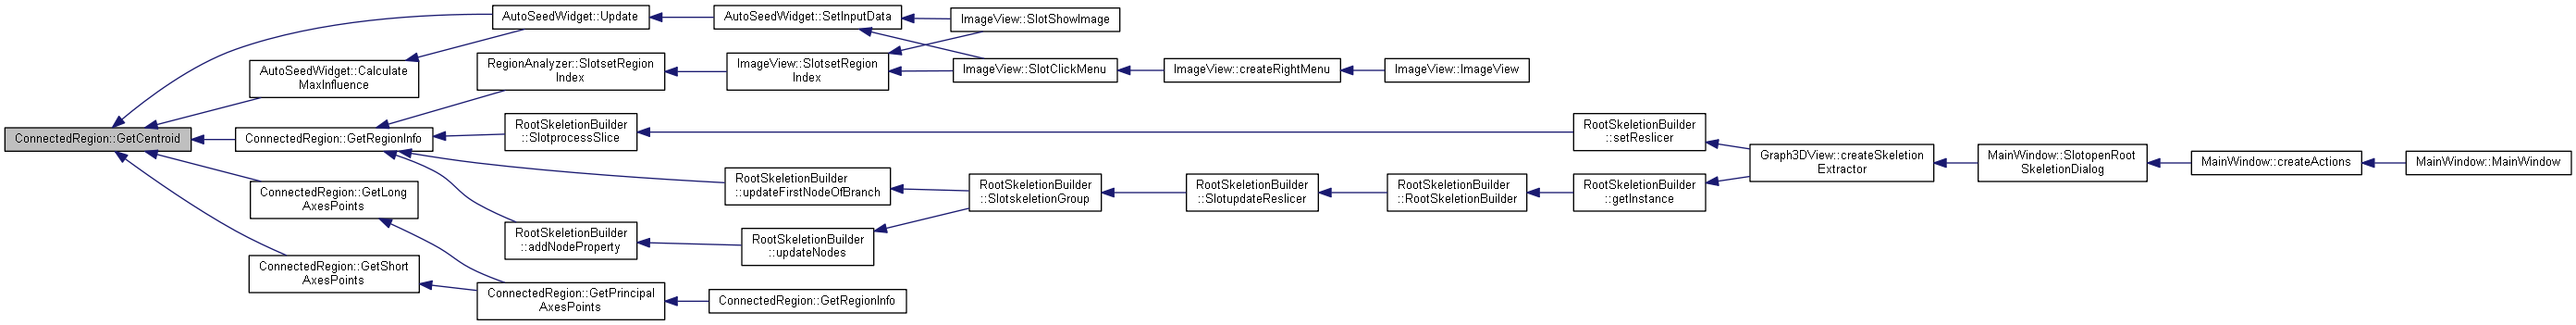 AutoSeedWidget::Update
AutoSeedWidget::SetInputData
ImageView::SlotShowImage
AutoSeedWidget::Calculate
MaxInfluence
RegionAnalyzer::SlotsetRegion
Index
ImageView::SlotsetRegion
Index
ImageView::SlotClickMenu
ImageView::createRightMenu
ImageView::ImageView
ConnectedRegion::GetCentroid
ConnectedRegion::GetRegionInfo
RootSkeletionBuilder
::SlotprocessSlice
RootSkeletionBuilder
::setReslicer
Graph3DView::createSkeletion
Extractor
MainWindow::SlotopenRoot
SkeletionDialog
MainWindow::createActions
MainWindow::MainWindow
ConnectedRegion::GetLong
AxesPoints
RootSkeletionBuilder
::updateFirstNodeOfBranch
RootSkeletionBuilder
::SlotskeletionGroup
RootSkeletionBuilder
::SlotupdateReslicer
RootSkeletionBuilder
::RootSkeletionBuilder
RootSkeletionBuilder
::getInstance
RootSkeletionBuilder
::addNodeProperty
RootSkeletionBuilder
::updateNodes
ConnectedRegion::GetShort
AxesPoints
ConnectedRegion::GetPrincipal
AxesPoints
ConnectedRegion::GetRegionInfo